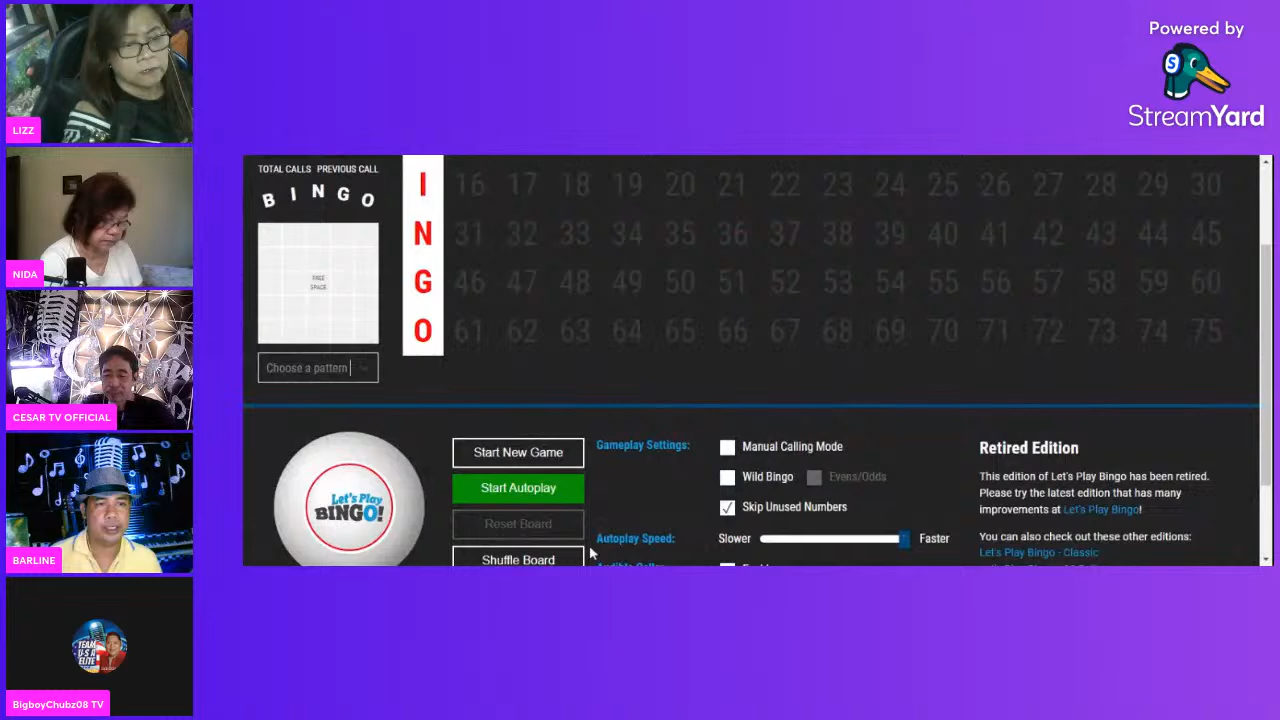 LIZZ
NIDA
CESAR TV OFFICIAL
BARLINE
TEAM
U-S A
ELITE
BigboyChubz08 TV
Powered by
S
StreamYard
TOTAL CALLS PREVIOUS CALL
B I N G O
FREE
SPACE
Choose a pattern
I 16 17 18 19 20 21 22 23 24 25 26 27 28 29 30
N 31 32 33 34 35 36 37 38 39 40 41 42 43 44 45
G 46 47 48 49 50 51 52 53 54 55 56 57 58 59 60
O 61 62 63 64 65 66 67 68 69 70 71 72 73 74 75
Let's Play
BINGO!
Start New Game
Start Autoplay
Reset Board
Shuffle Board
Gameplay Settings:
Manual Calling Mode
Wild Bingo Evens/Odds
Skip Unused Numbers
Autoplay Speed:
Slower Faster
Retired Edition
This edition of Let's Play Bingo has been retired.
Please try the latest edition that has many
improvements at Let's Play Bingo!
You can also check out these other editions:
Let's Play Bingo - Classic